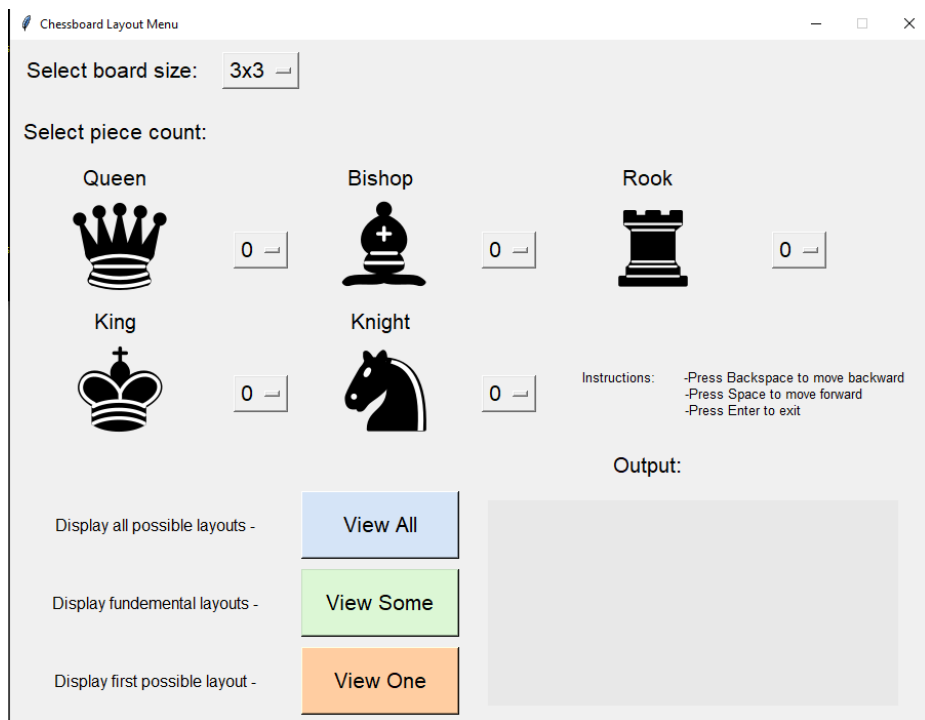 Chessboard Layout Menu
Select board size: 3x3
Select piece count:
Queen Bishop Rook
0 0 0
King Knight
0 0
Instructions: -Press Backspace to move backward
-Press Space to move forward
-Press Enter to exit
Output:
Display all possible layouts - View All
Display fundemental layouts - View Some
Display first possible layout - View One